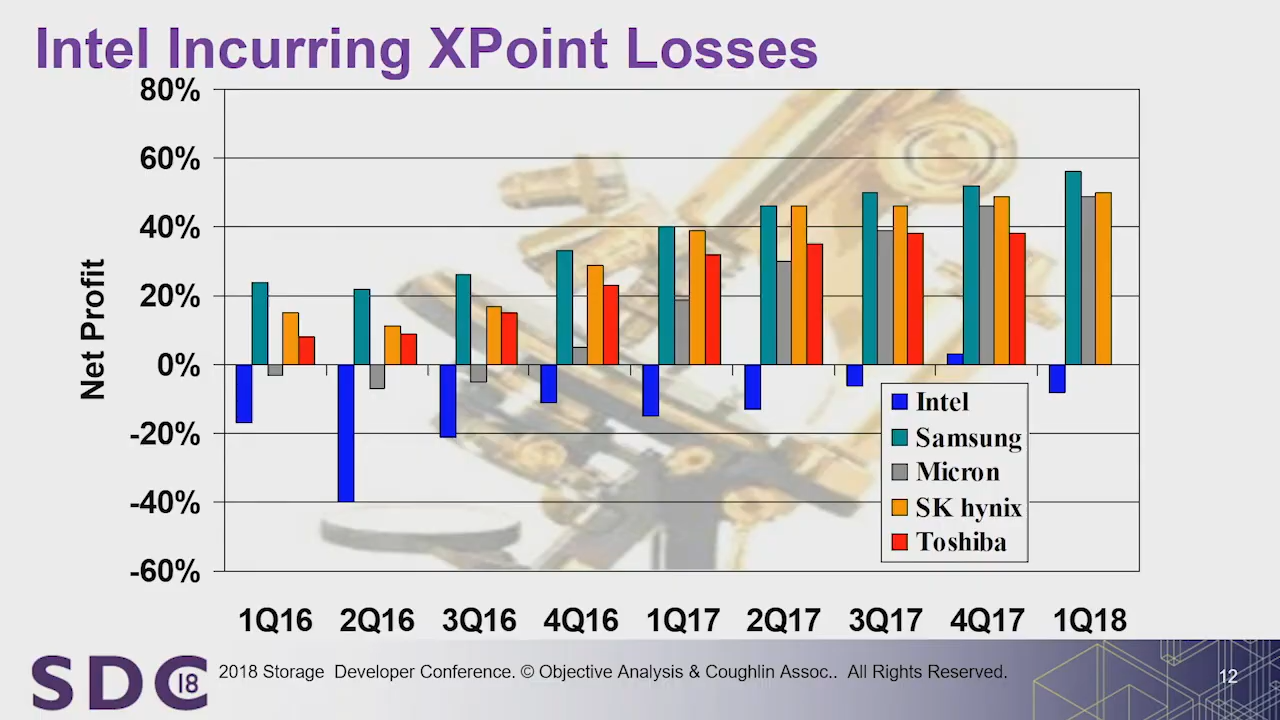 Intel Incurring XPoint Losses
80%
60%
40%
20%
0%
-20%
-40%
-60%
Net Profit
Intel
Samsung
Micron
SK hynix
Toshiba
1Q16 2Q16 3Q16 4Q16 1Q17 2Q17 3Q17 4Q17 1Q18
SDC 18
2018 Storage Developer Conference. © Objective Analysis & Coughlin Assoc.. All Rights Reserved.
12